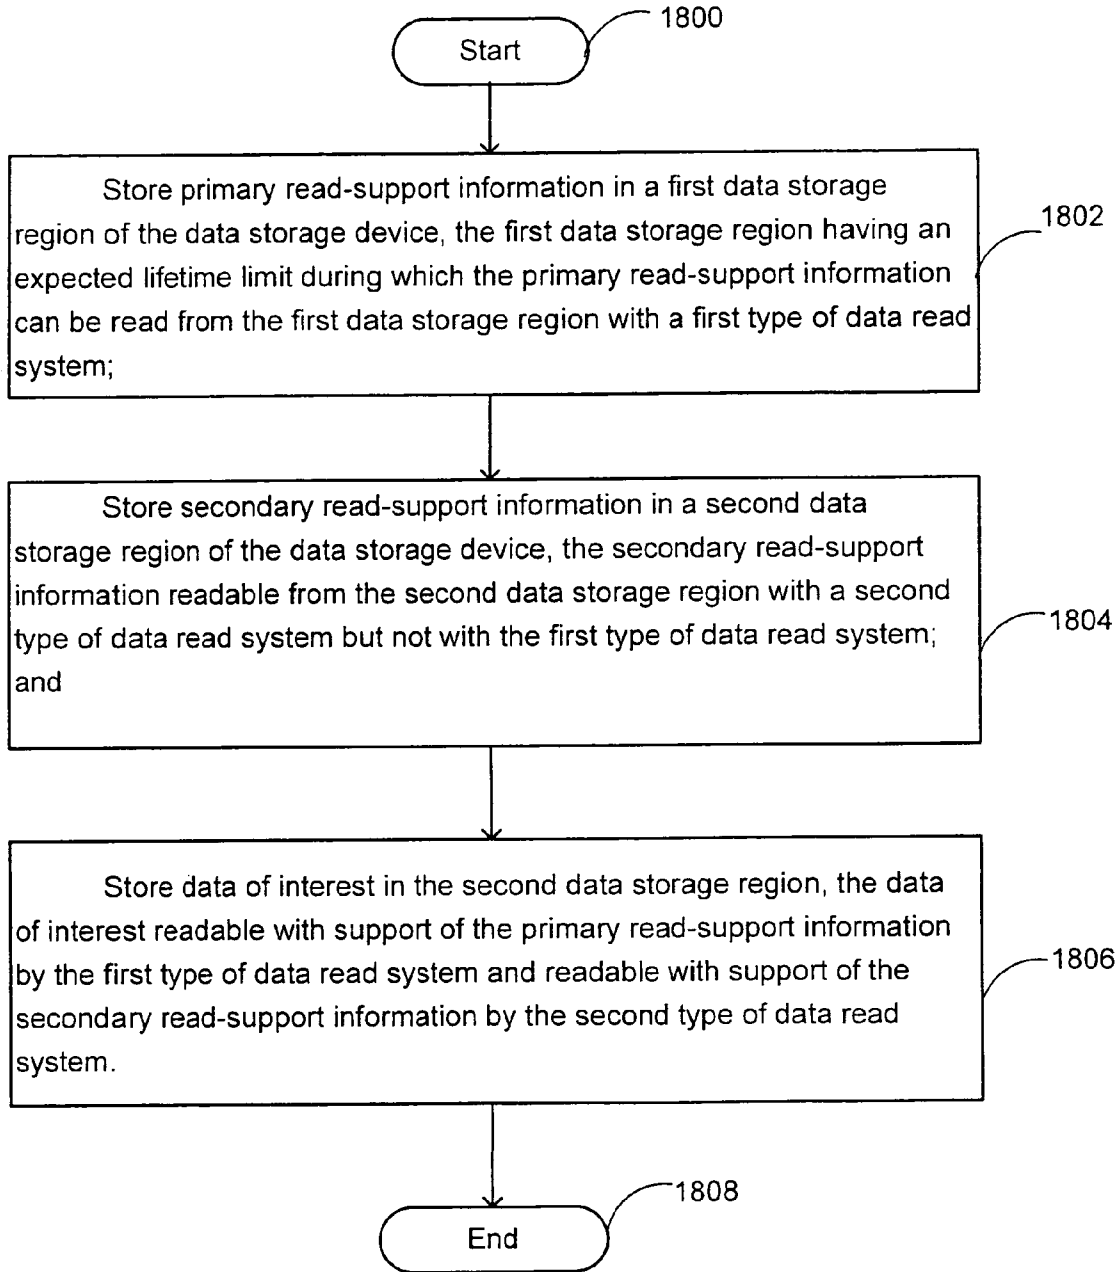 1800
Start
Store primary read-support information in a first data storage
region of the data storage device, the first data storage region having an
expected lifetime limit during which the primary read-support information
can be read from the first data storage region with a first type of data read
system;
1802
Store secondary read-support information in a second data
storage region of the data storage device, the secondary read-support
information readable from the second data storage region with a second
type of data read system but not with the first type of data read system;
and
1804
Store data of interest in the second data storage region, the data
of interest readable with support of the primary read-support information
by the first type of data read system and readable with support of the
secondary read-support information by the second type of data read
system.
1806
1808
End